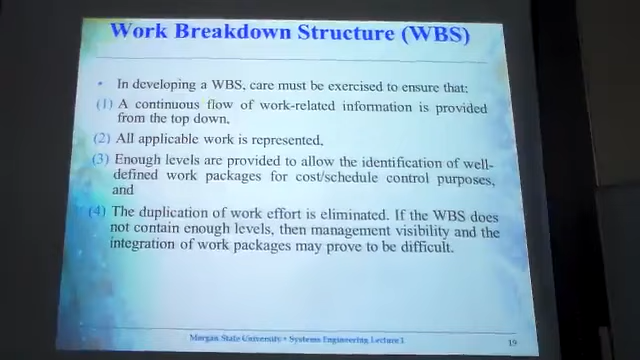 Work Breakdown Structure (WBS)
• In developing a WBS, care must be exercised to ensure that:
(1) A continuous flow of work-related information is provided
from the top down.
(2) All applicable work is represented.
(3) Enough levels are provided to allow the identification of well-
defined work packages for cost/schedule control purposes,
and
(4) The duplication of work effort is eliminated. If the WBS does
not contain enough levels, then management visibility and the
integration of work packages may prove to be difficult.
Morgan State University • Systems Engineering Lecture 1
19